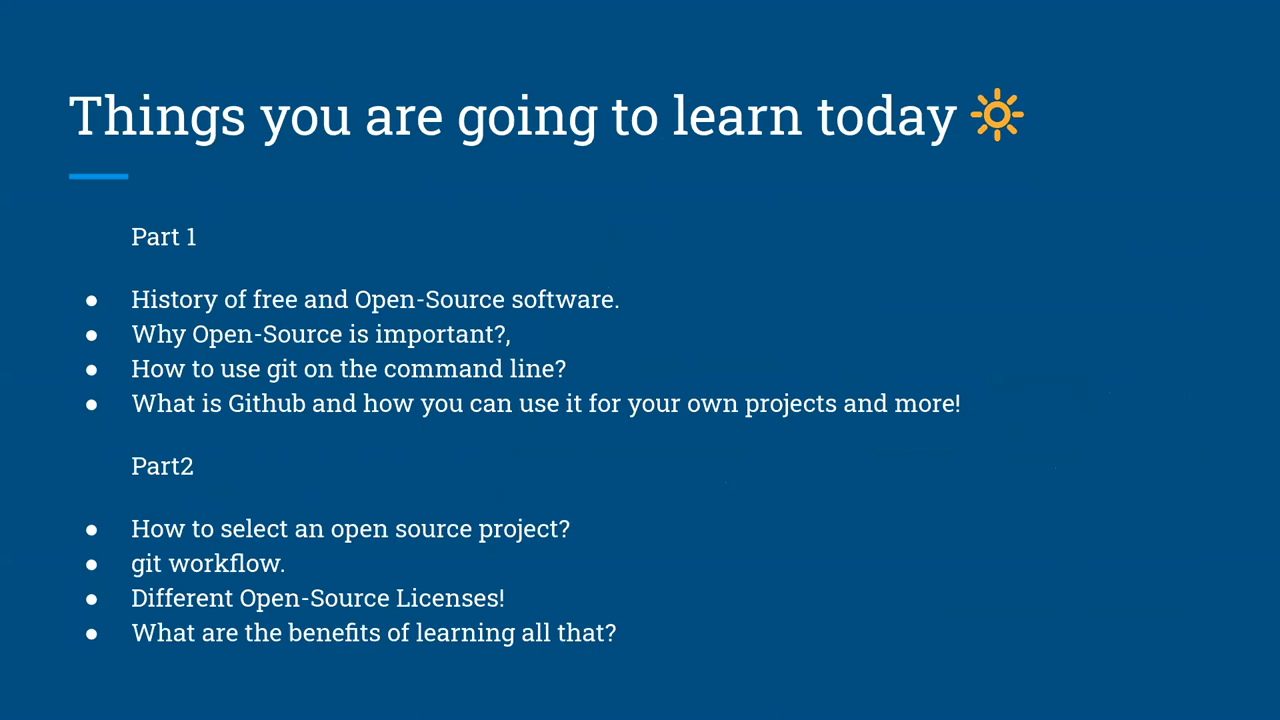 Things you are going to learn today
Part 1
● History of free and Open-Source software.
● Why Open-Source is important?,
● How to use git on the command line?
● What is Github and how you can use it for your own projects and more!
Part2
● How to select an open source project?
● git workflow.
● Different Open-Source Licenses!
● What are the benefits of learning all that?